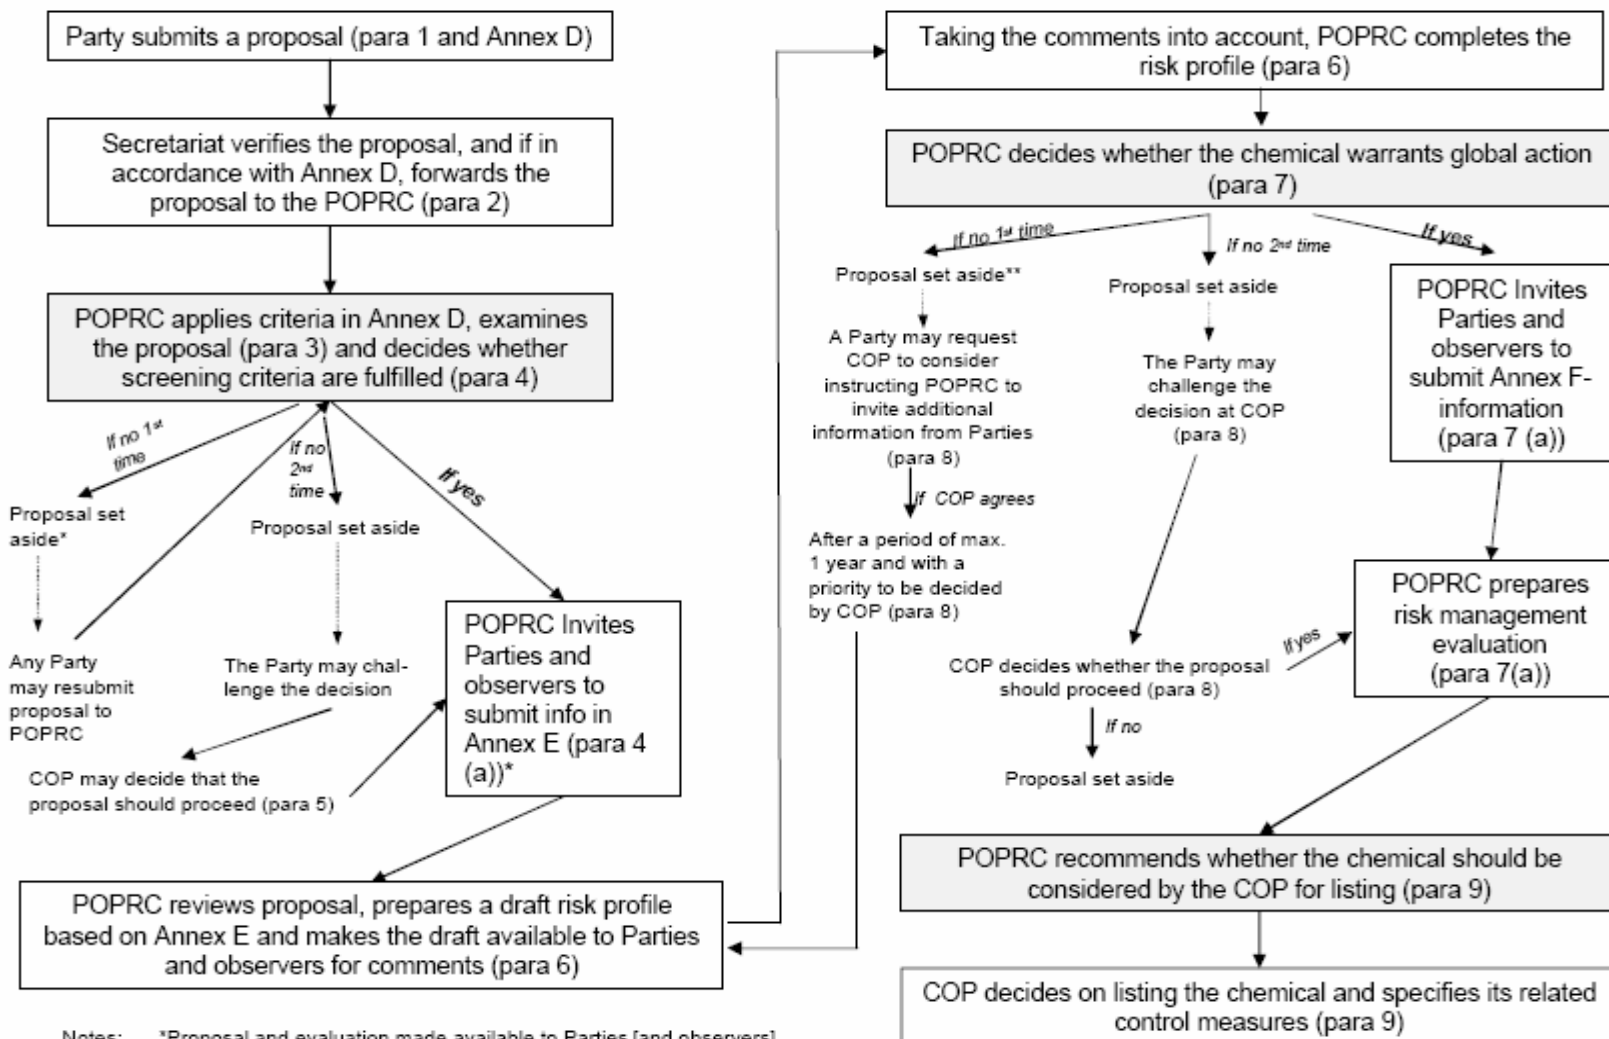 Party submits a proposal (para 1 and Annex D)
Secretariat verifies the proposal, and if in
accordance with Annex D, forwards the
proposal to the POPRC (para 2)
POPRC applies criteria in Annex D, examines
the proposal (para 3) and decides whether
screening criteria are fulfilled (para 4)
If no 1st
time
If no
2nd
time
If yes
Proposal set
aside*
Proposal set aside
Any Party
may resubmit
proposal to
POPRC
The Party may chal-
lenge the decision
COP may decide that the
proposal should proceed (para 5)
POPRC Invites
Parties and
observers to
submit info in
Annex E (para 4
(a))*
POPRC reviews proposal, prepares a draft risk profile
based on Annex E and makes the draft available to Parties
and observers for comments (para 6)
Notes: *Proposal and evaluation made available to Parties [and observers]
Taking the comments into account, POPRC completes the
risk profile (para 6)
POPRC decides whether the chemical warrants global action
(para 7)
If no 1st time
If no 2nd time
If yes
Proposal set aside**
A Party may request
COP to consider
instructing POPRC to
invite additional
information from Parties
(para 8)
if COP agrees
After a period of max.
1 year and with a
priority to be decided
by COP (para 8)
Proposal set aside
The Party may
challenge the
decision at COP
(para 8)
COP decides whether the proposal
should proceed (para 8)
If yes
If no
Proposal set aside
POPRC Invites
Parties and
observers to
submit Annex F-
information
(para 7 (a))
POPRC prepares
risk management
evaluation
(para 7(a))
POPRC recommends whether the chemical should be
considered by the COP for listing (para 9)
COP decides on listing the chemical and specifies its related
control measures (para 9)